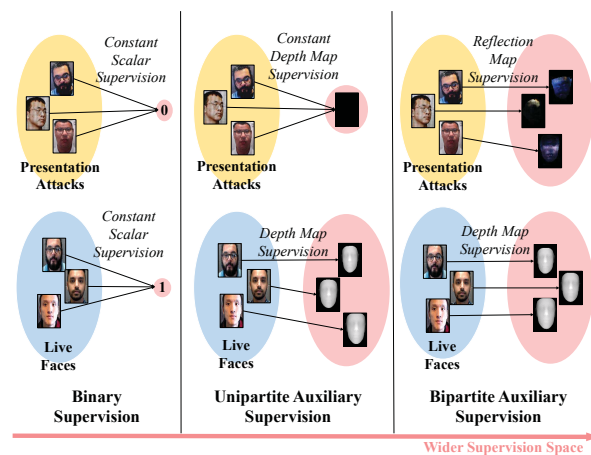 Constant
Scalar
Supervision
0
Presentation
Attacks
Constant
Scalar
Supervision
1
Live
Faces
Binary
Supervision
Constant
Depth Map
Supervision
Presentation
Attacks
Depth Map
Supervision
Live
Faces
Unipartite Auxiliary
Supervision
Reflection
Map
Supervision
Presentation
Attacks
Depth Map
Supervision
Live
Faces
Bipartite Auxiliary
Supervision
Wider Supervision Space